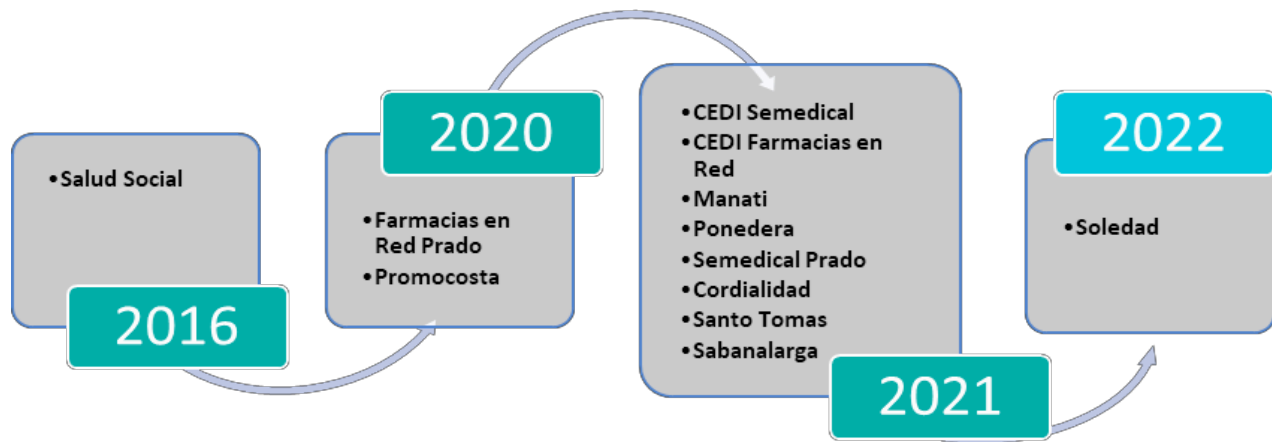 •Salud Social
2016
2020
•Farmacias en
Red Prado
•Promocosta
•CEDI Semedical
•CEDI Farmacias en
Red
•Manati
•Ponedera
•Semedical Prado
•Cordialidad
•Santo Tomas
•Sabanalarga
2021
2022
•Soledad